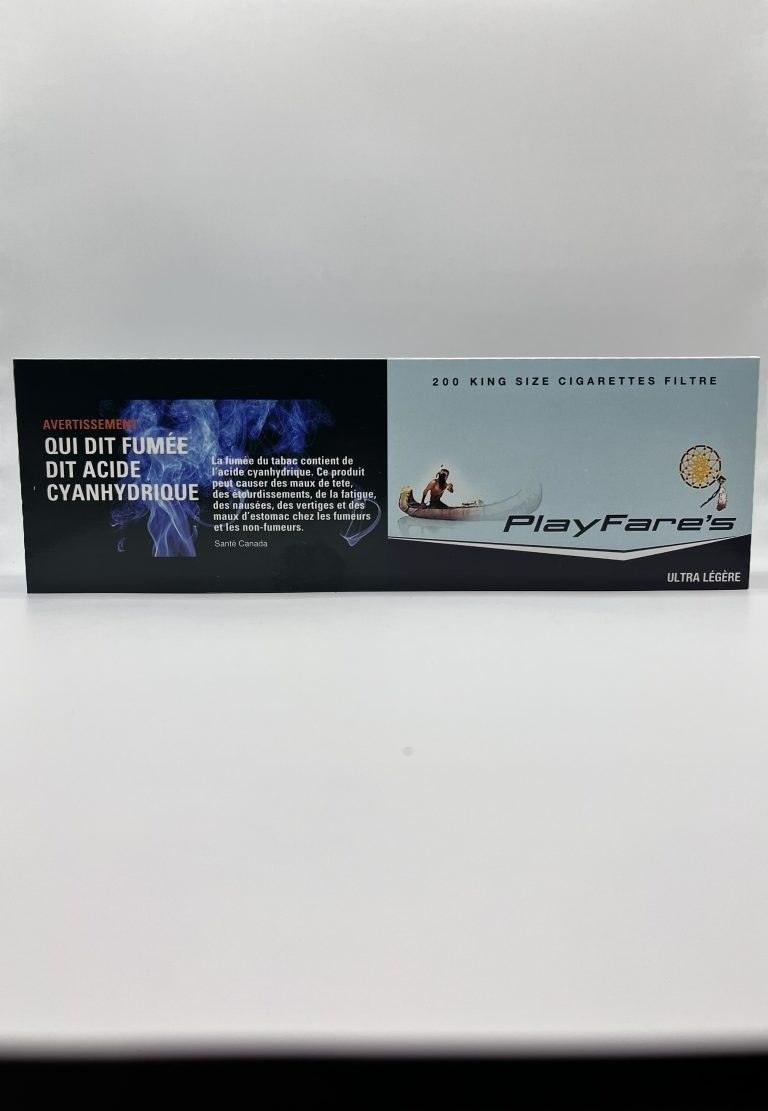 AVERTISSEMENT
QUI DIT FUMÉE
DIT ACIDE
CYANHYDRIQUE
La fumée du tabac contient de
l'acide cyanhydrique. Ce produit
peut causer des maux de tete,
des étourdissements, de la fatigue,
des nausées, des vertiges et des
maux d'estomac chez les fumeurs
et les non-fumeurs.
Santé Canada
200 KING SIZE CIGARETTES FILTRE
PlayFare's
ULTRA LÉGÈRE